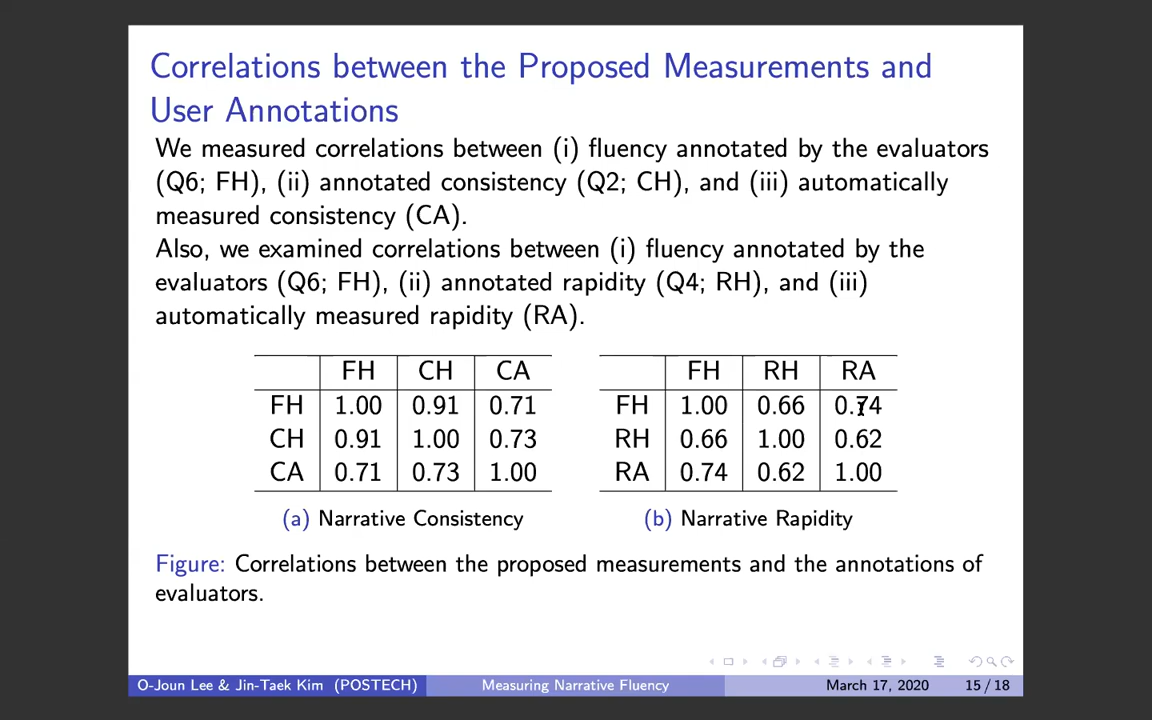 Correlations between the Proposed Measurements and
User Annotations
We measured correlations between (i) fluency annotated by the evaluators
(Q6; FH), (ii) annotated consistency (Q2; CH), and (iii) automatically
measured consistency (CA).
Also, we examined correlations between (i) fluency annotated by the
evaluators (Q6; FH), (ii) annotated rapidity (Q4; RH), and (iii)
automatically measured rapidity (RA).
FH CH CA
FH 1.00 0.91 0.71
CH 0.91 1.00 0.73
CA 0.71 0.73 1.00
(a) Narrative Consistency
FH RH RA
FH 1.00 0.66 0.74
RH 0.66 1.00 0.62
RA 0.74 0.62 1.00
(b) Narrative Rapidity
Figure: Correlations between the proposed measurements and the annotations of
evaluators.
O-Joun Lee & Jin-Taek Kim (POSTECH) Measuring Narrative Fluency March 17, 2020 15 / 18